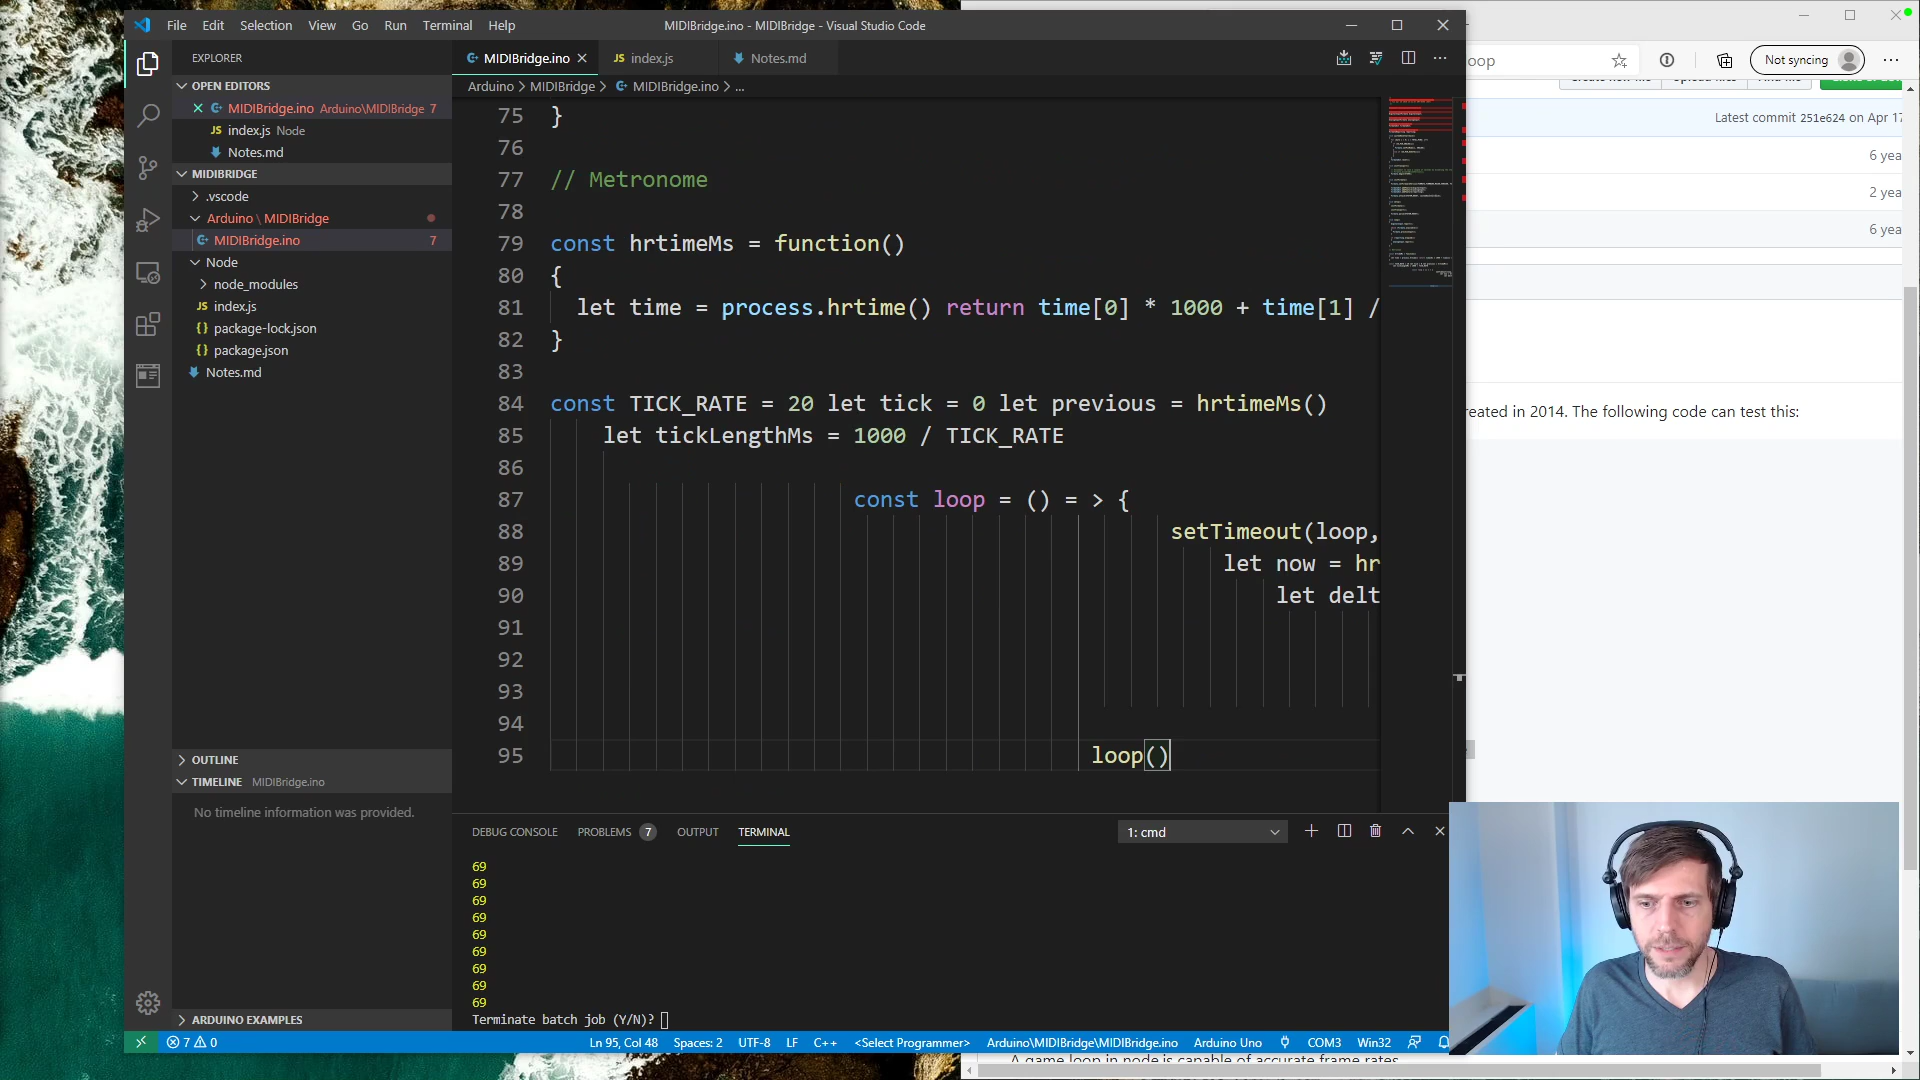 File Edit Selection View Go Run Terminal Help
MIDIBridge.ino - MIDIBridge - Visual Studio Code
EXPLORER
OPEN EDITORS
MIDIBridge.ino Arduino\MIDIBridge 7
JS index.js Node
Notes.md
MIDIBRIDGE
.vscode
Arduino \ MIDIBridge
MIDIBridge.ino 7
Node
node_modules
JS index.js
{} package-lock.json
{} package.json
Notes.md
OUTLINE
TIMELINE MIDIBridge.ino
No timeline information was provided.
ARDUINO EXAMPLES
MIDIBridge.ino
JS index.js
Notes.md
Arduino > MIDIBridge > MIDIBridge.ino > ...
75 }
76
77 // Metronome
78
79 const hrtimeMs = function()
80 {
81 let time = process.hrtime() return time[0] * 1000 + time[1] /
82 }
83
84 const TICK_RATE = 20 let tick = 0 let previous = hrtimeMs()
85 let tickLengthMs = 1000 / TICK_RATE
86
87 const loop = () = > {
88 setTimeout(loop,
89 let now = hr
90 let delt
91
92
93
94
95 loop()
DEBUG CONSOLE PROBLEMS 7 OUTPUT TERMINAL
1: cmd
69
69
69
69
69
69
69
69
69
Terminate batch job (Y/N)?
7 0
Ln 95, Col 48 Spaces: 2 UTF-8 LF C++ <Select Programmer> Arduino\MIDIBridge\MIDIBridge.ino Arduino Uno COM3 Win32
oop
Not syncing
Latest commit 251e624 on Apr 17
6 yea
2 yea
6 yea
reated in 2014. The following code can test this:
A game loop in node is capable of accurate frame rates